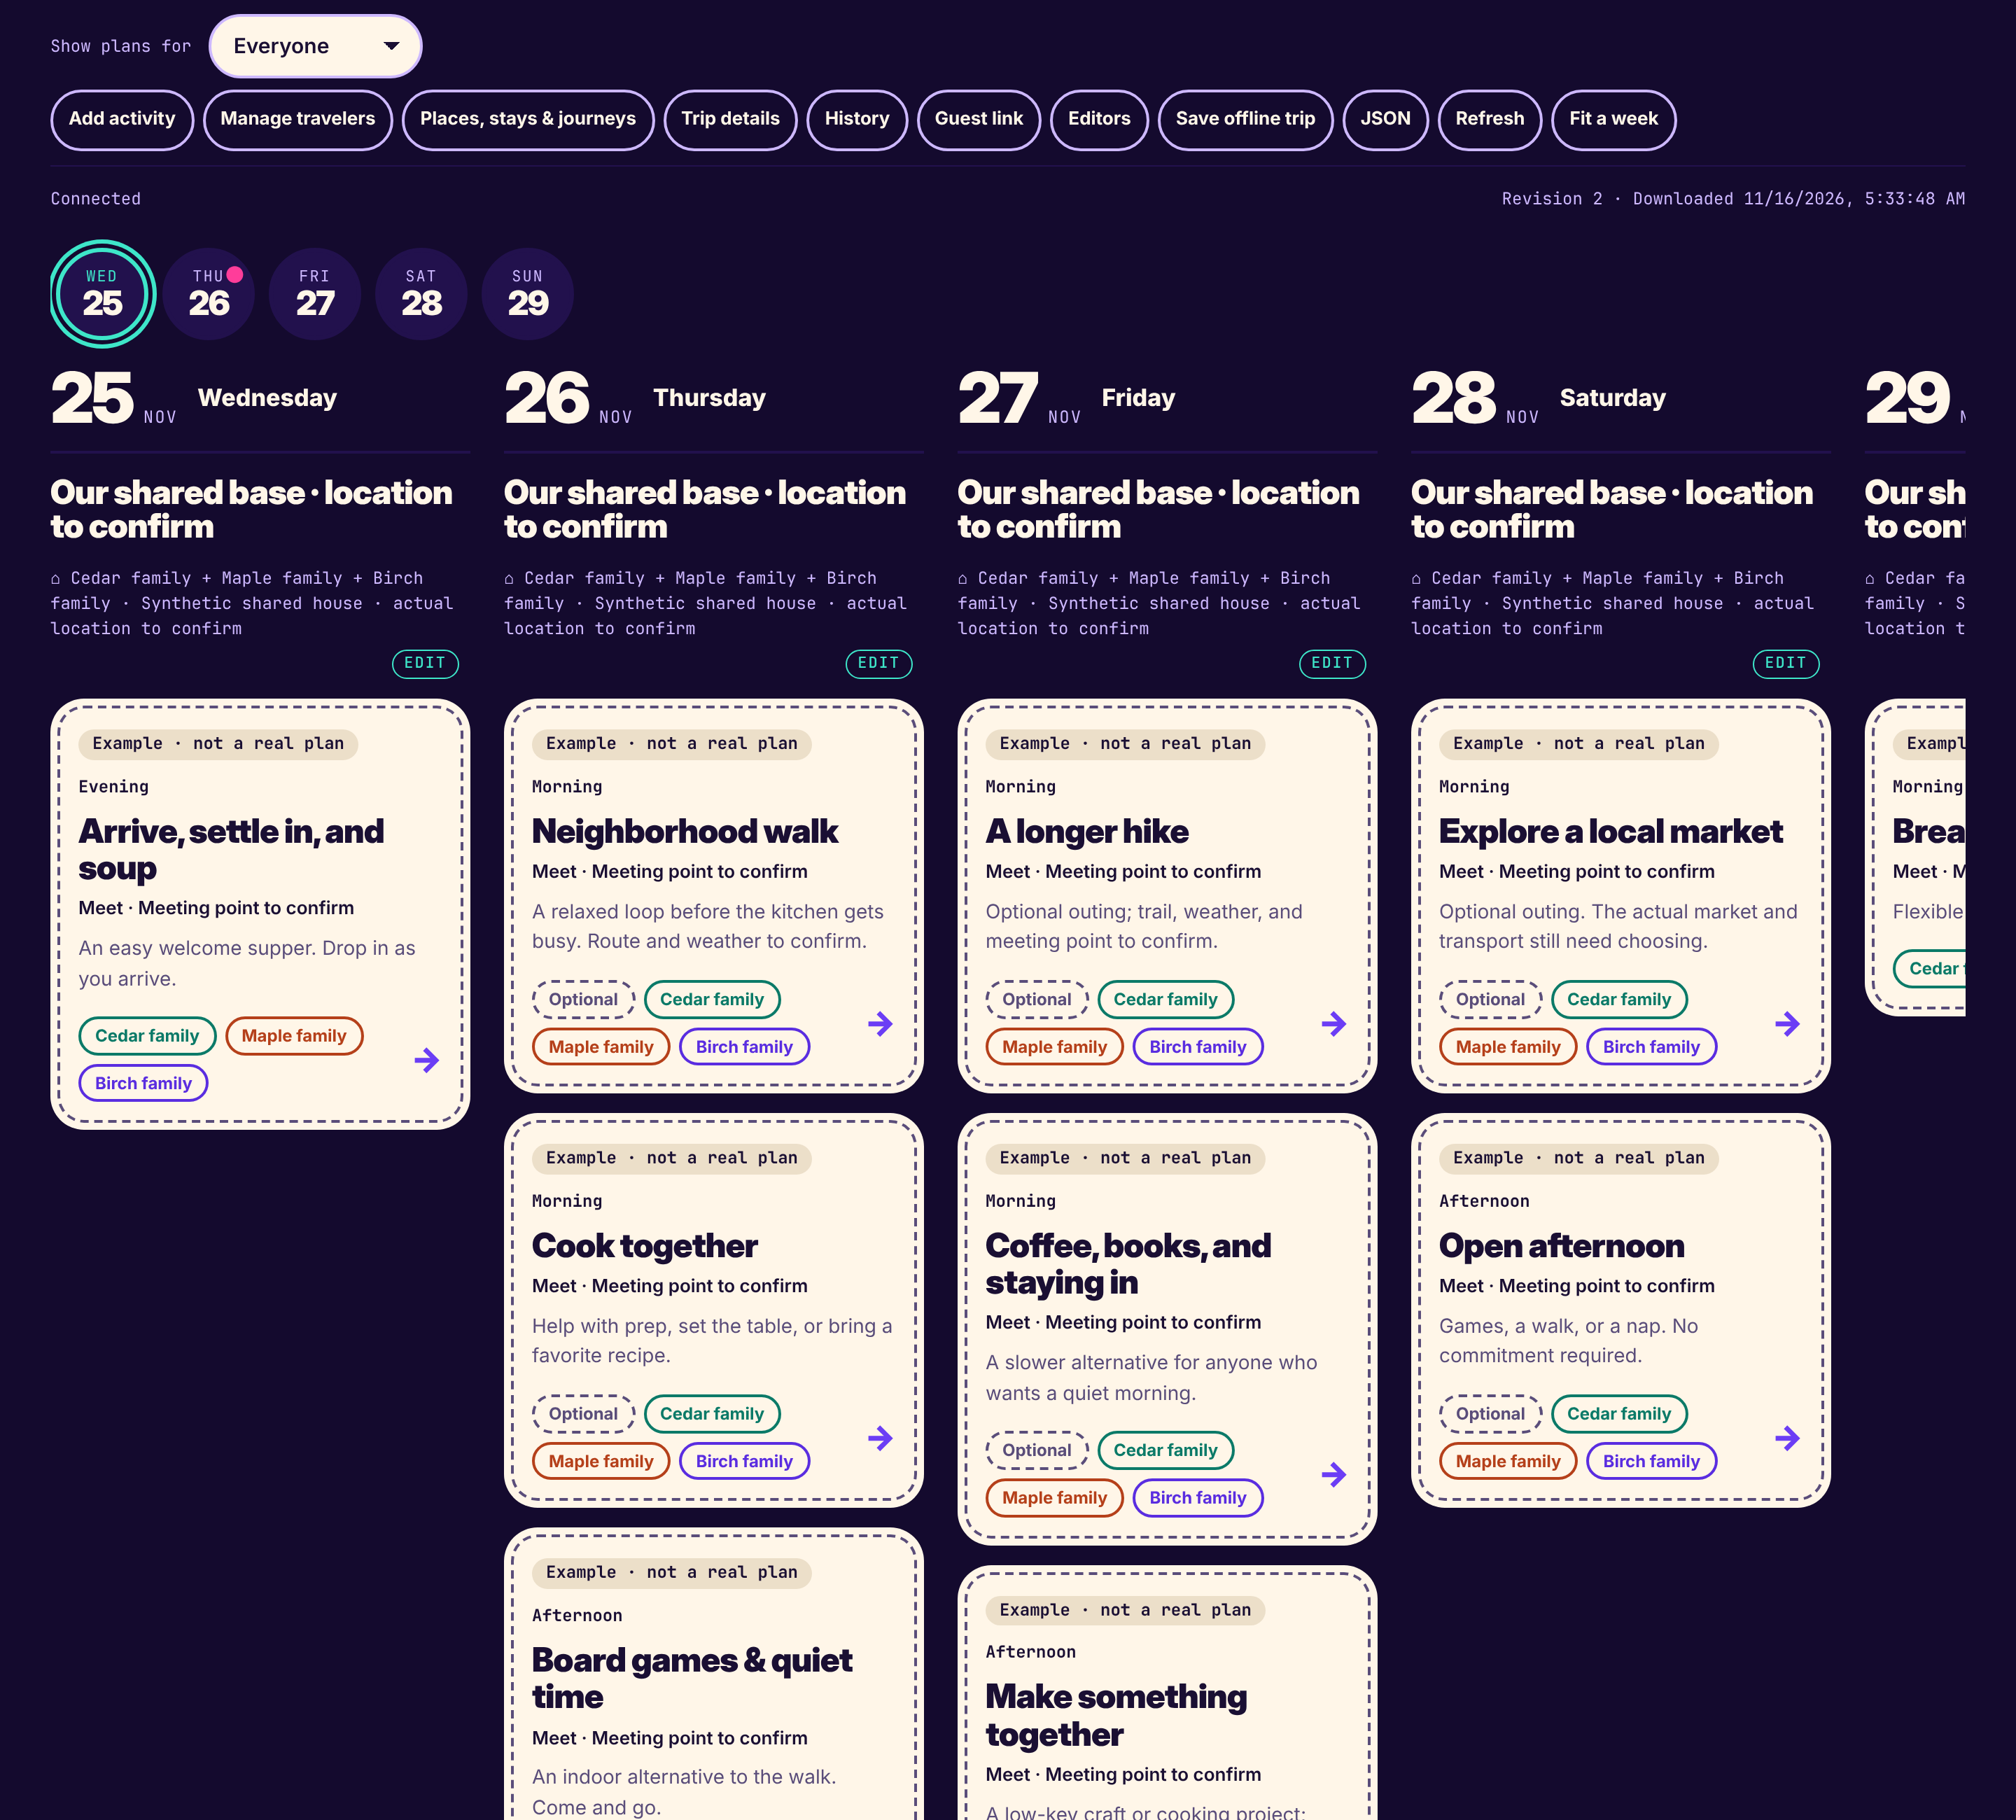 Show plans for
Everyone
Add activity
Manage travelers
Places, stays & journeys
Trip details
History
Guest link
Editors
Save offline trip
JSON
Refresh
Fit a week
Connected
Revision 2 · Downloaded 11/16/2026, 5:33:48 AM
WED
25
THU
26
FRI
27
SAT
28
SUN
29
25 NOV Wednesday
Our shared base · location
to confirm
⌂ Cedar family + Maple family + Birch
family · Synthetic shared house · actual
location to confirm
EDIT
Example · not a real plan
Evening
Arrive, settle in, and
soup
Meet · Meeting point to confirm
An easy welcome supper. Drop in as
you arrive.
Cedar family
Maple family
Birch family
→
26 NOV Thursday
Our shared base · location
to confirm
⌂ Cedar family + Maple family + Birch
family · Synthetic shared house · actual
location to confirm
EDIT
Example · not a real plan
Morning
Neighborhood walk
Meet · Meeting point to confirm
A relaxed loop before the kitchen gets
busy. Route and weather to confirm.
Optional
Cedar family
Maple family
Birch family
→
Example · not a real plan
Morning
Cook together
Meet · Meeting point to confirm
Help with prep, set the table, or bring a
favorite recipe.
Optional
Cedar family
Maple family
Birch family
→
Example · not a real plan
Afternoon
Board games & quiet
time
Meet · Meeting point to confirm
An indoor alternative to the walk.
Come and go.
27 NOV Friday
Our shared base · location
to confirm
⌂ Cedar family + Maple family + Birch
family · Synthetic shared house · actual
location to confirm
EDIT
Example · not a real plan
Morning
A longer hike
Meet · Meeting point to confirm
Optional outing; trail, weather, and
meeting point to confirm.
Optional
Cedar family
Maple family
Birch family
→
Example · not a real plan
Morning
Coffee, books, and
staying in
Meet · Meeting point to confirm
A slower alternative for anyone who
wants a quiet morning.
Optional
Cedar family
Maple family
Birch family
→
Example · not a real plan
Afternoon
Make something
together
Meet · Meeting point to confirm
A low-key craft or cooking project;
28 NOV Saturday
Our shared base · location
to confirm
⌂ Cedar family + Maple family + Birch
family · Synthetic shared house · actual
location to confirm
EDIT
Example · not a real plan
Morning
Explore a local market
Meet · Meeting point to confirm
Optional outing. The actual market and
transport still need choosing.
Optional
Cedar family
Maple family
Birch family
→
Example · not a real plan
Afternoon
Open afternoon
Meet · Meeting point to confirm
Games, a walk, or a nap. No
commitment required.
Optional
Cedar family
Maple family
Birch family
→
29
Our sh
to conf
⌂ Cedar fa
family · S
location t
Exampl
Morning
Brea
Meet · M
Flexible
Cedar f